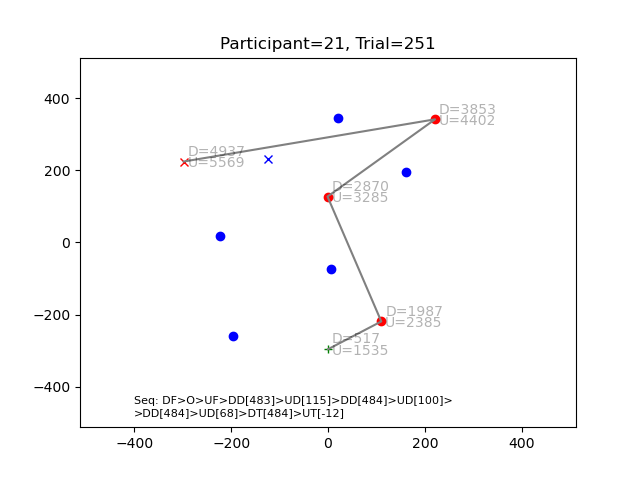 Participant=21, Trial=251
400
200
0
−200
−400
D=3853
U=4402
D=4937
U=5569
D=2870
U=3285
D=1987
U=2385
D=517
U=1535
Seq: DF>O>UF>DD[483]>UD[115]>DD[484]>UD[100]>
>DD[484]>UD[68]>DT[484]>UT[-12]
−400 −200 0 200 400